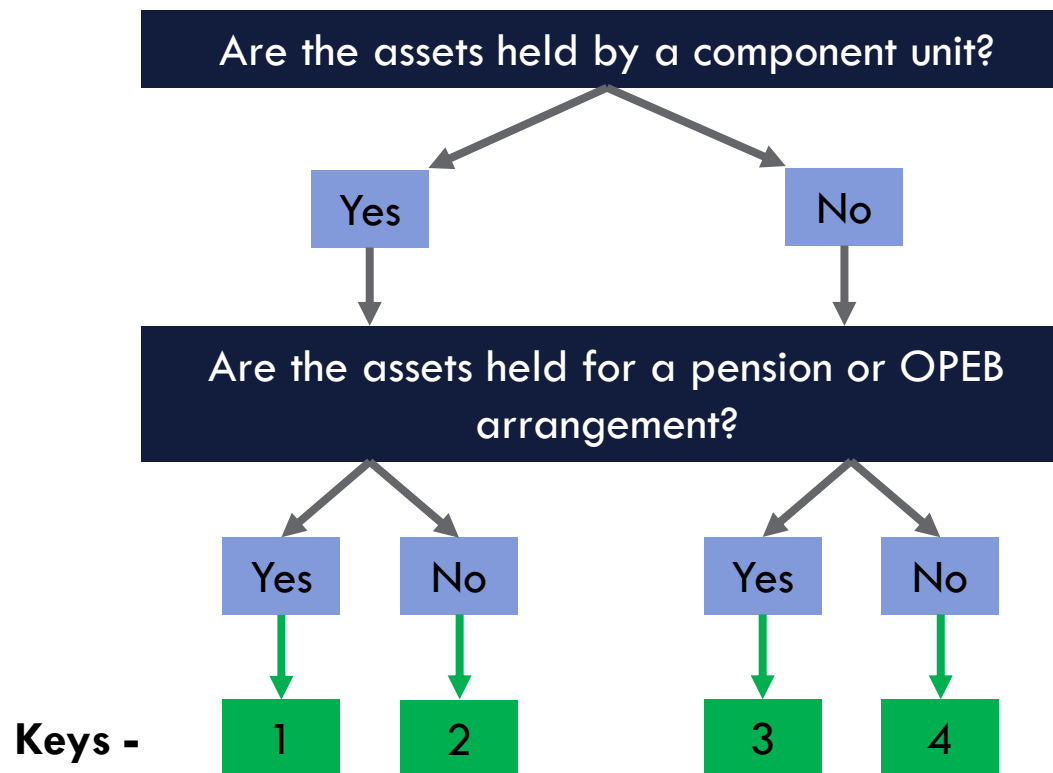 Are the assets held by a component unit?
Yes
No
Are the assets held for a pension or OPEB
arrangement?
Yes
No
Yes
No
Keys -
1
2
3
4